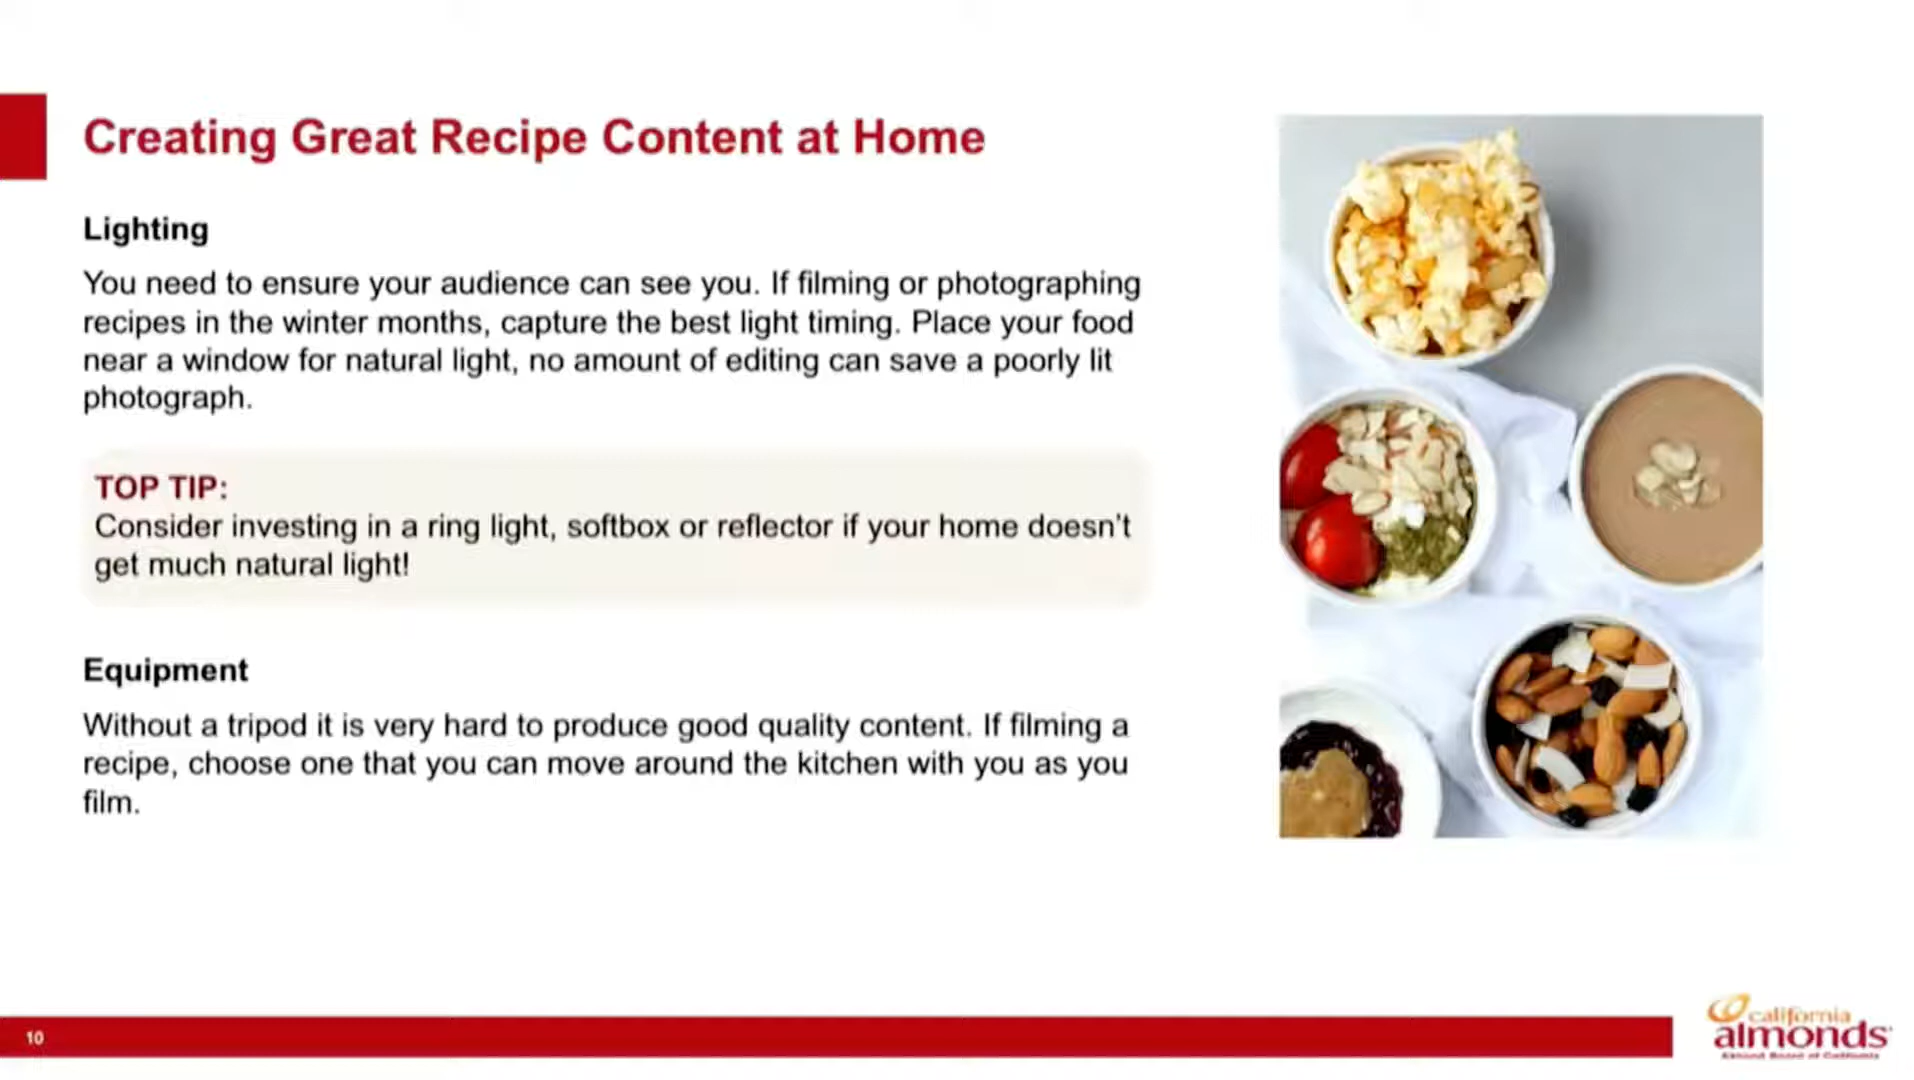 Creating Great Recipe Content at Home
Lighting
You need to ensure your audience can see you. If filming or photographing
recipes in the winter months, capture the best light timing. Place your food
near a window for natural light, no amount of editing can save a poorly lit
photograph.
TOP TIP:
Consider investing in a ring light, softbox or reflector if your home doesn't
get much natural light!
Equipment
Without a tripod it is very hard to produce good quality content. If filming a
recipe, choose one that you can move around the kitchen with you as you
film.
10
california
almonds
Almond Board of California